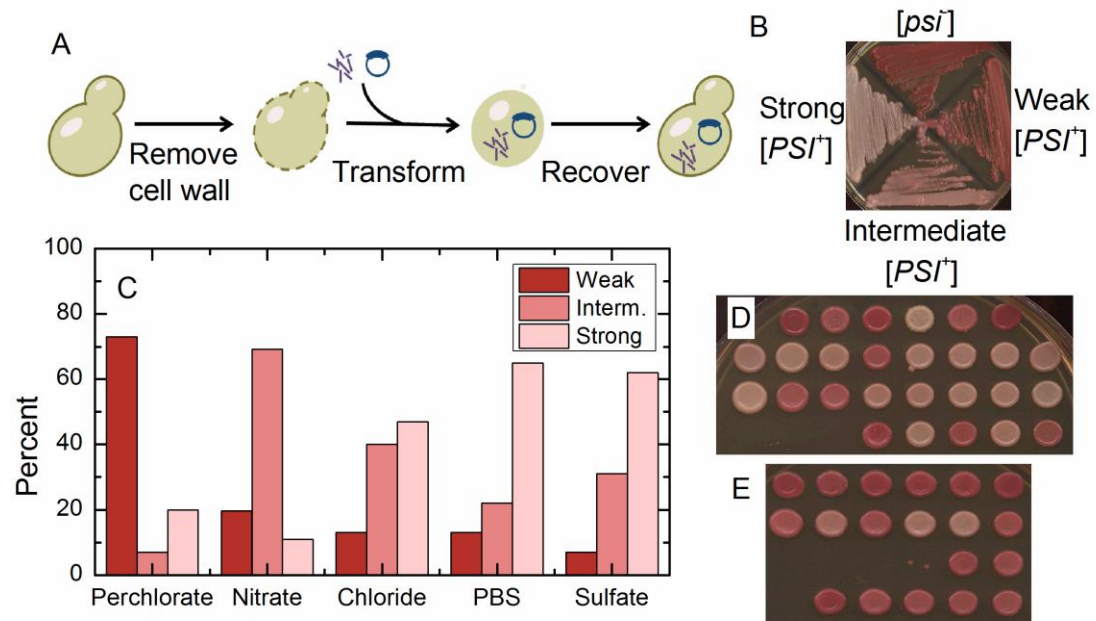 A
Remove
cell wall
Transform
Recover
B
[psi-]
Strong
[PSI+]
Weak
[PSI+]
Intermediate
[PSI+]
C
Percent
100
80
60
40
20
0
Weak
Interm.
Strong
Perchlorate
Nitrate
Chloride
PBS
Sulfate
D
E